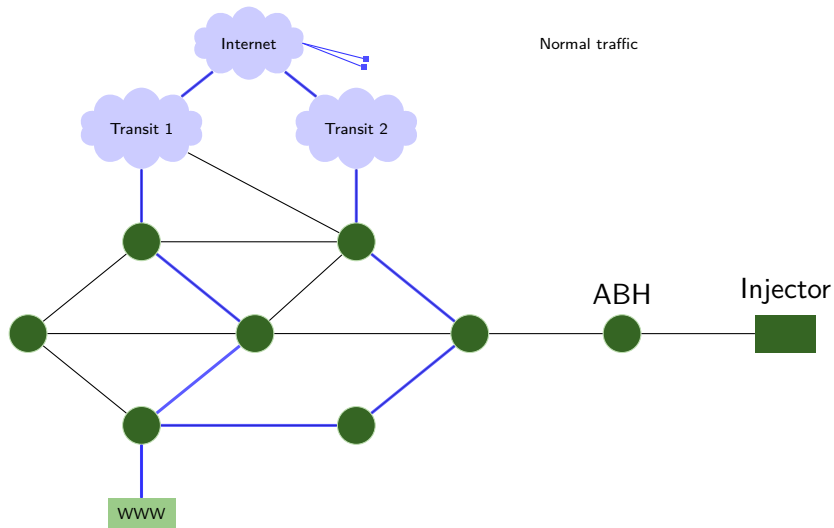 Internet
Normal traffic
Transit 1
Transit 2
ABH
Injector
WWW